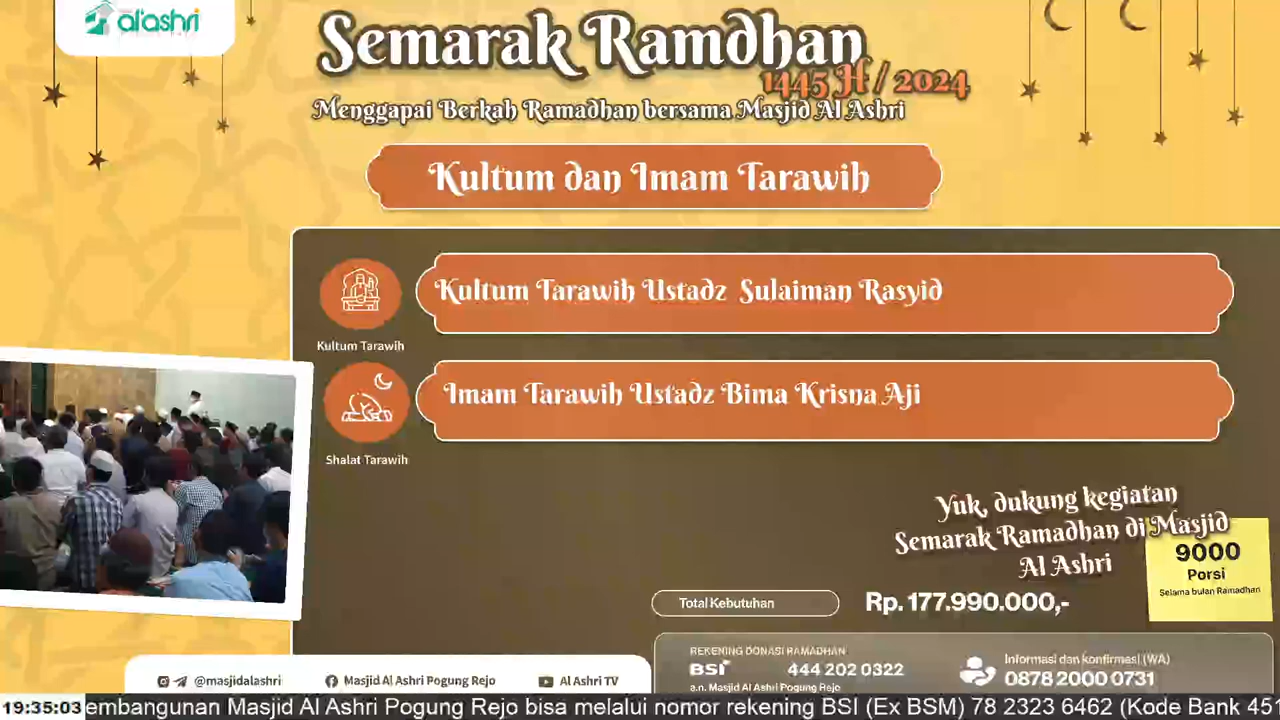 al'ashri
Semarak Ramdhan
1445 H / 2024
Menggapai Berkah Ramadhan bersama Masjid Al Ashri
Kultum dan Imam Tarawih
Kultum Tarawih Ustadz Sulaiman Rasyid
Kultum Tarawih
Imam Tarawih Ustadz Bima Krisna Aji
Shalat Tarawih
Yuk, dukung kegiatan
Semarak Ramadhan di Masjid
Al Ashri
9000
Porsi
Selama bulan Ramadhan
Total Kebutuhan
Rp. 177.990.000,-
REKENING DONASI RAMADHAN
BSI 444 202 0322
a.n. Masjid Al Ashri Pogung Rejo
Informasi dan konfirmasi (WA)
0878 2000 0731
@masjidalashri
Masjid Al Ashri Pogung Rejo
Al Ashri TV
19:35:03
embangunan Masjid Al Ashri Pogung Rejo bisa melalui nomor rekening BSI (Ex BSM) 78 2323 6462 (Kode Bank 451